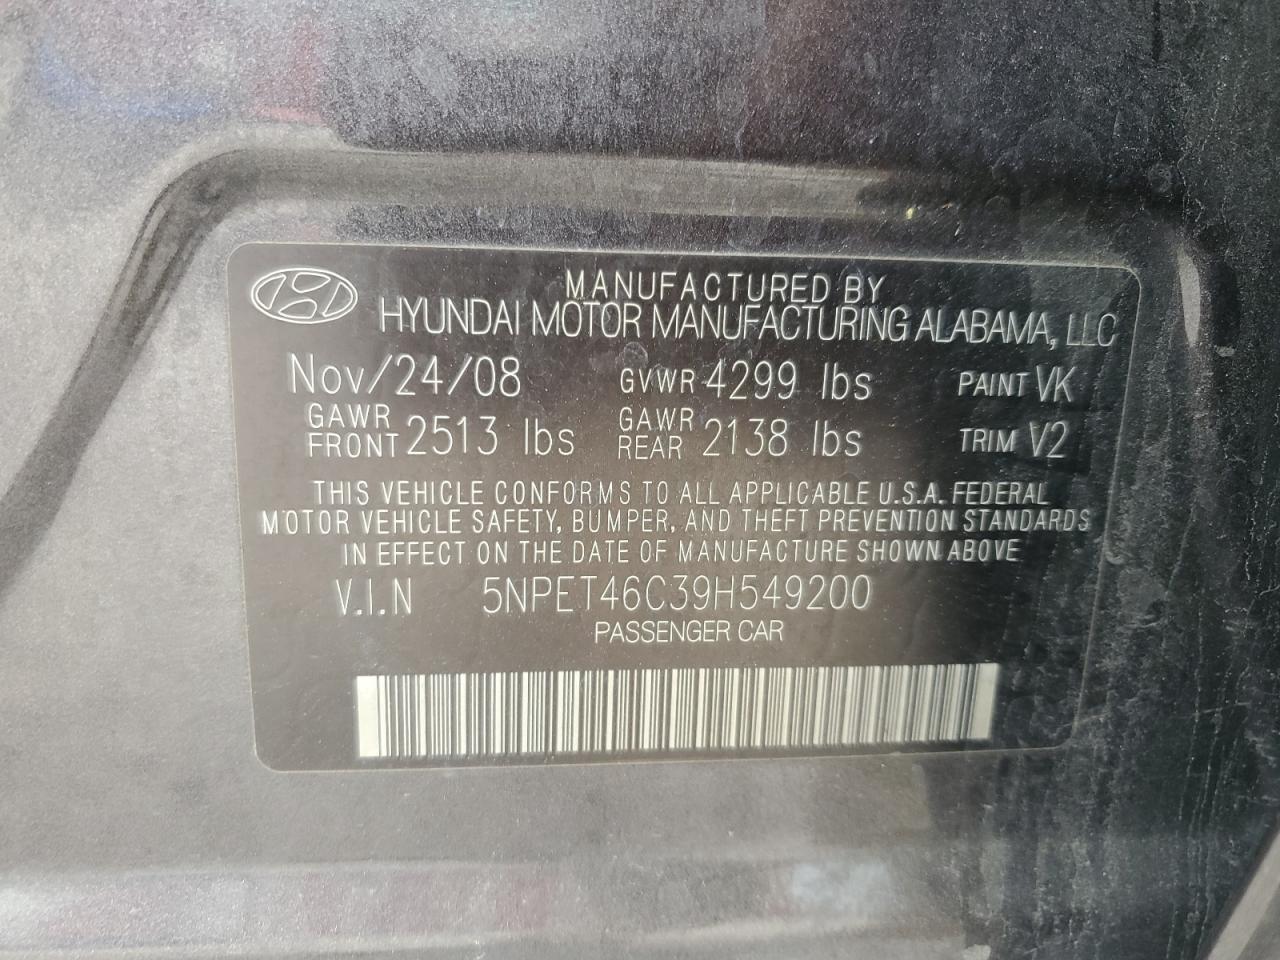 MANUFACTURED BY
HYUNDAI MOTOR MANUFACTURING ALABAMA, LLC
Nov/24/08 GVWR 4299 lbs PAINT VK
GAWR FRONT 2513 lbs GAWR REAR 2138 lbs TRIM V2
THIS VEHICLE CONFORMS TO ALL APPLICABLE U.S.A. FEDERAL
MOTOR VEHICLE SAFETY, BUMPER, AND THEFT PREVENTION STANDARDS
IN EFFECT ON THE DATE OF MANUFACTURE SHOWN ABOVE
V.I.N 5NPET46C39H549200
PASSENGER CAR